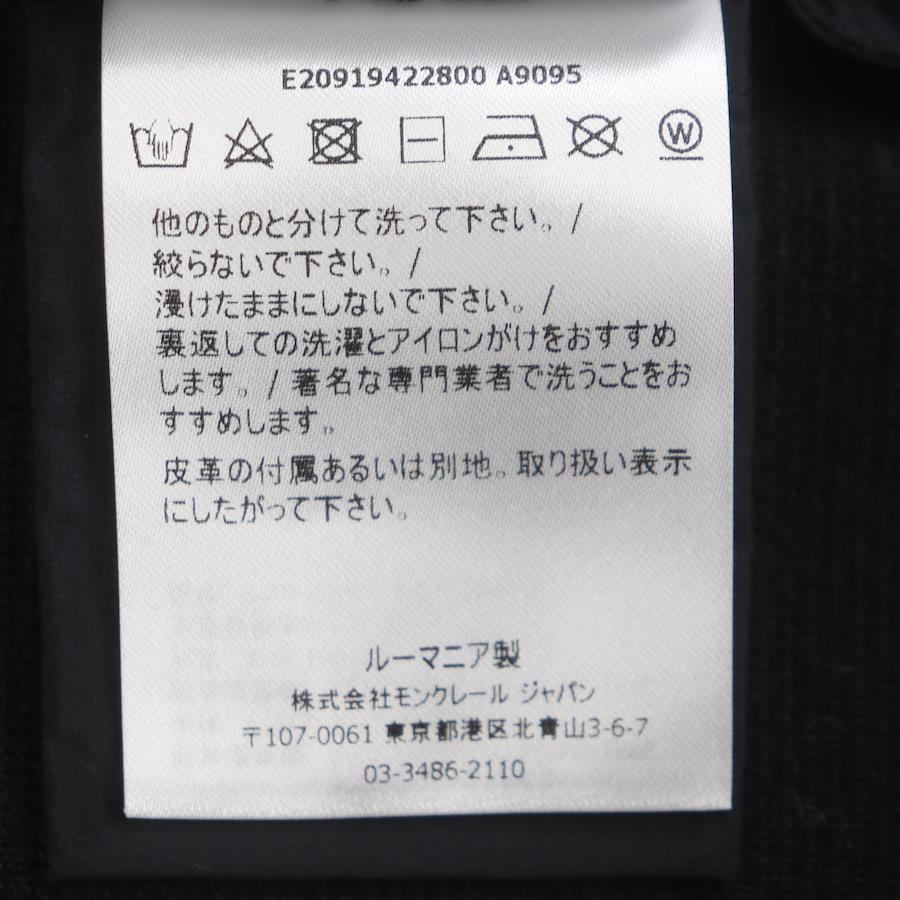 E20919422800 A9095
W
他のものと分けて洗って下さい。/
絞らないで下さい。/
浸けたままにしないで下さい。/
裏返しての洗濯とアイロンがけをおすすめ
します。/ 著名な専門業者で洗うことをお
すすめします。
皮革の付属あるいは別地。取り扱い表示
にしたがって下さい。
ルーマニア製
株式会社モンクレール ジャパン
〒107-0061 東京都港区北青山3-6-7
03-3486-2110